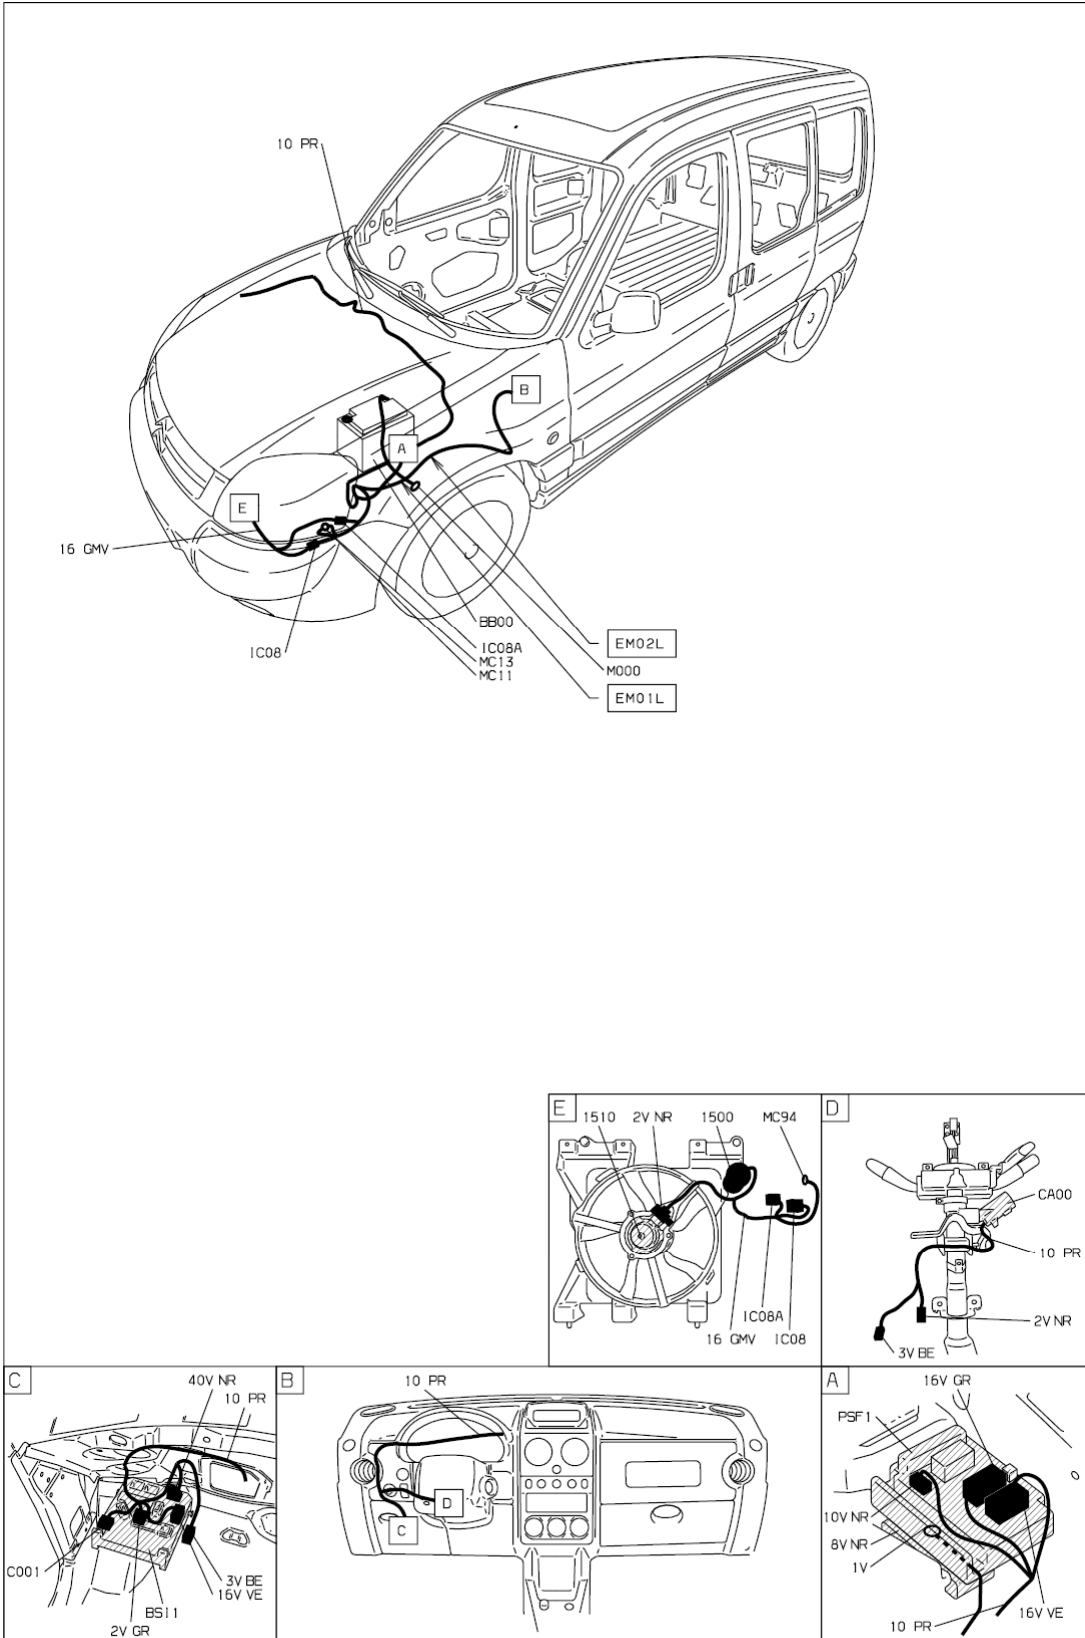 10 PR
B
A
E
16 GMV
BB00
IC08
IC08A
MC13
MC11
EM02L
M000
EM01L
E
1510
2V NR
1500
MC94
IC08A
16 GMV
IC08
D
CA00
10 PR
2V NR
3V BE
C
40V NR
10 PR
C001
3V BE
16V VE
BSI1
2V GR
B
10 PR
D
C
A
16V GR
PSF1
10V NR
8V NR
1V
10 PR
16V VE